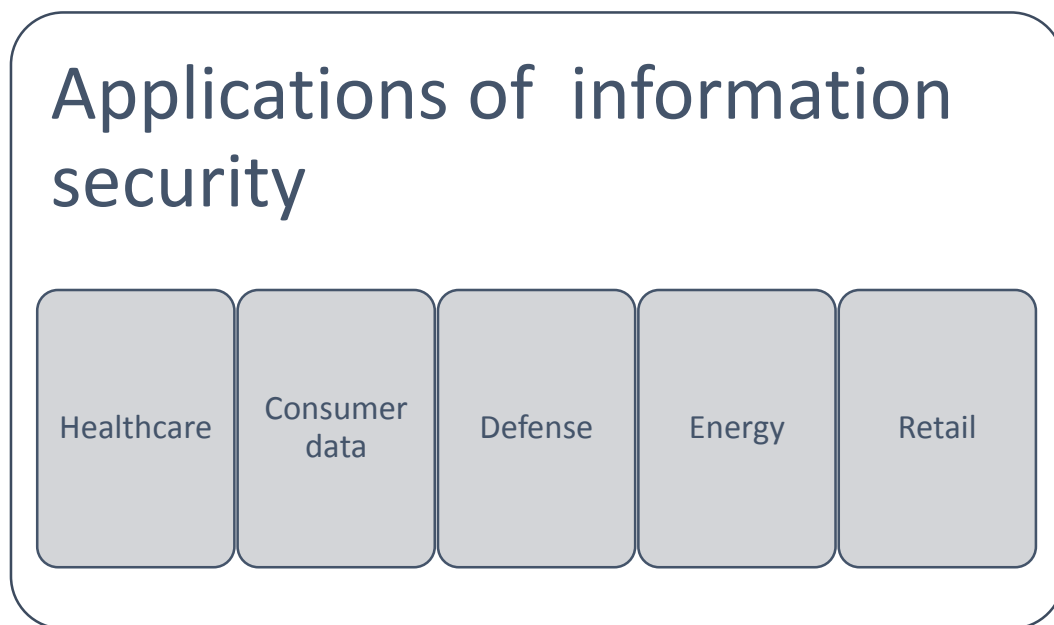 Applications of  information
security
Healthcare
Consumer
data
Defense
Energy
Retail